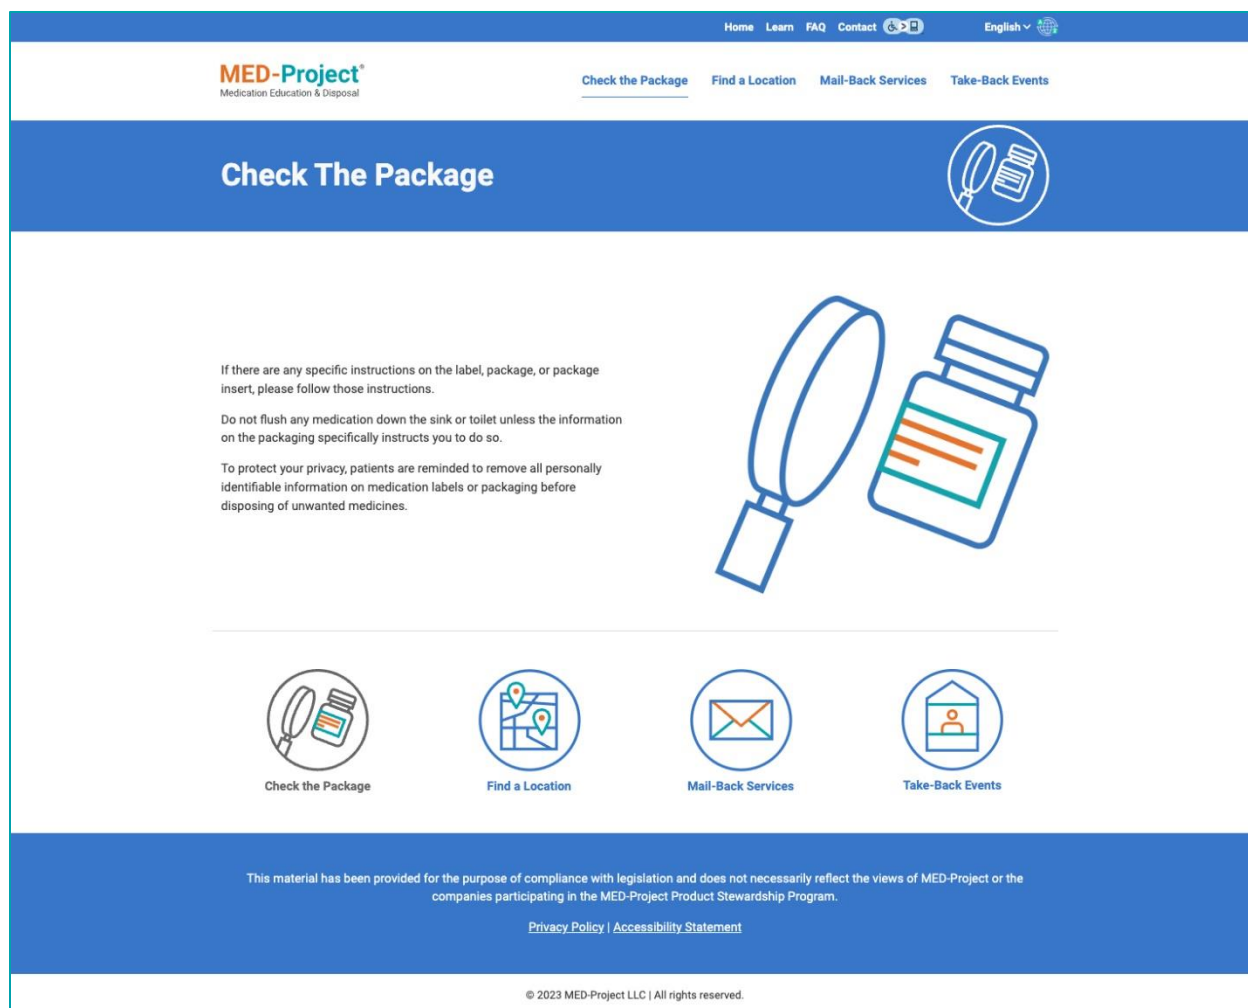 Home Learn FAQ Contact English
MED-Project®
Medication Education & Disposal
Check the Package Find a Location Mail-Back Services Take-Back Events
Check The Package
If there are any specific instructions on the label, package, or package
insert, please follow those instructions.
Do not flush any medication down the sink or toilet unless the information
on the packaging specifically instructs you to do so.
To protect your privacy, patients are reminded to remove all personally
identifiable information on medication labels or packaging before
disposing of unwanted medicines.
Check the Package Find a Location Mail-Back Services Take-Back Events
This material has been provided for the purpose of compliance with legislation and does not necessarily reflect the views of MED-Project or the
companies participating in the MED-Project Product Stewardship Program.
Privacy Policy | Accessibility Statement
© 2023 MED-Project LLC | All rights reserved.